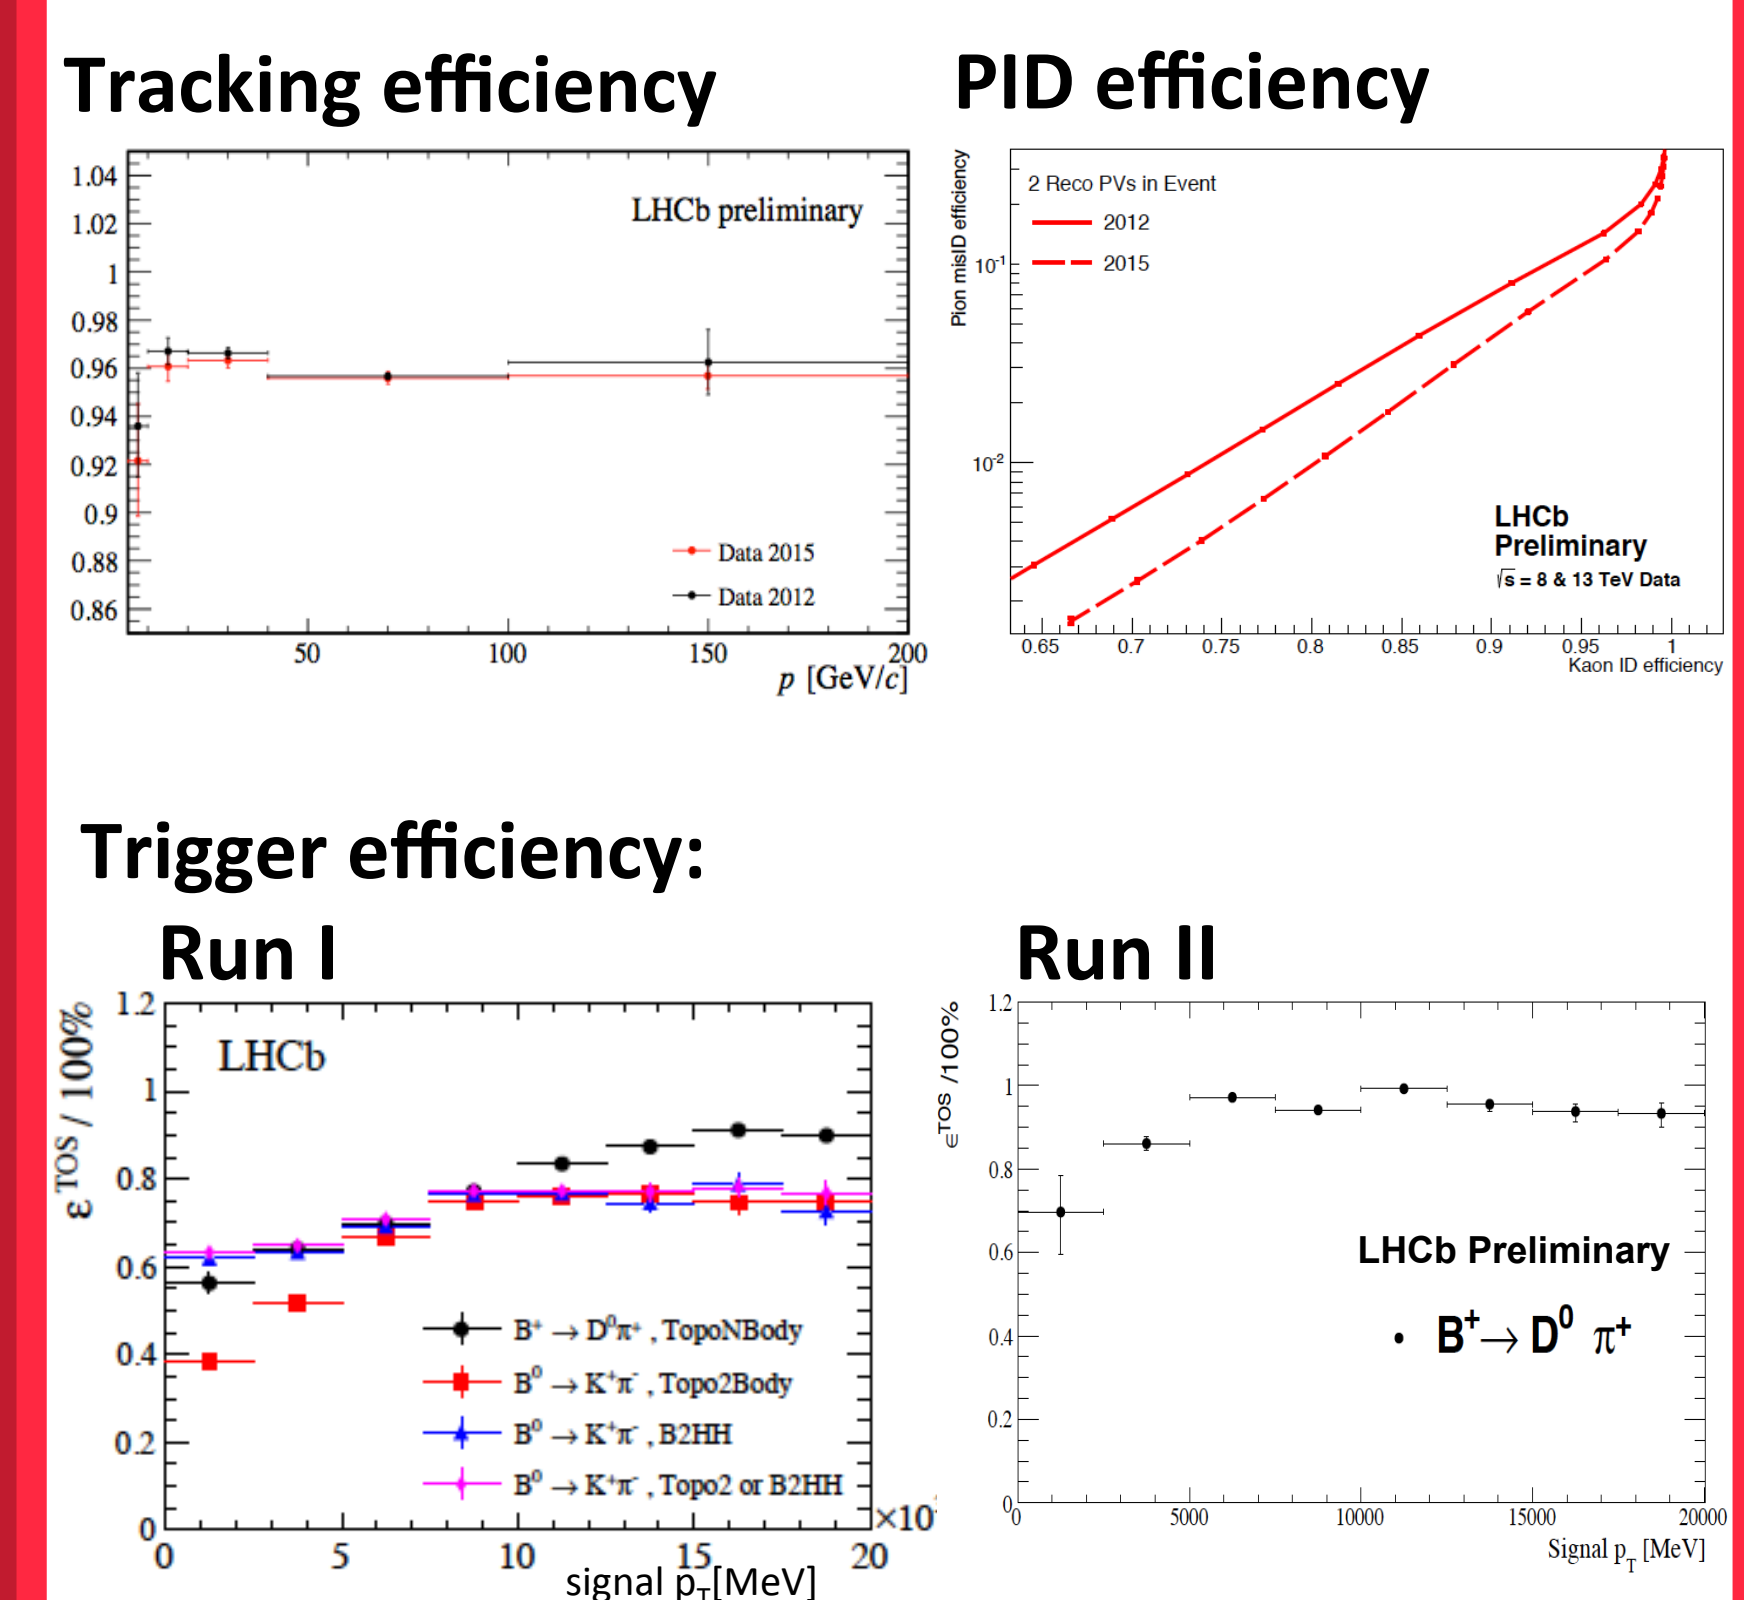 Tracking efficiency
1.04
1.02
1
0.98
0.96
0.94
0.92
0.9
0.88
0.86
LHCb preliminary
Data 2015
Data 2012
50 100 150 200
p [GeV/c]
PID efficiency
Pion misID efficiency
2 Reco PVs in Event
2012
2015
10⁻¹
10⁻²
LHCb
Preliminary
√s = 8 & 13 TeV Data
0.65 0.7 0.75 0.8 0.85 0.9 0.95 1
Kaon ID efficiency
Trigger efficiency:
Run I
ε^TOS / 100%
1.2
1
0.8
0.6
0.4
0.2
0
LHCb
B⁺ → D⁰π⁺ , TopoNBody
B⁰ → K⁺π⁻ , Topo2Body
B⁰ → K⁺π⁻ , B2HH
B⁰ → K⁺π⁻ , Topo2 or B2HH
×10
0 5 10 15 20
signal p_T[MeV]
Run II
∈^TOS /100%
1.2
1
0.8
0.6
0.4
0.2
0
LHCb Preliminary
B⁺→ D⁰ π⁺
0 5000 10000 15000 20000
Signal p_T [MeV]